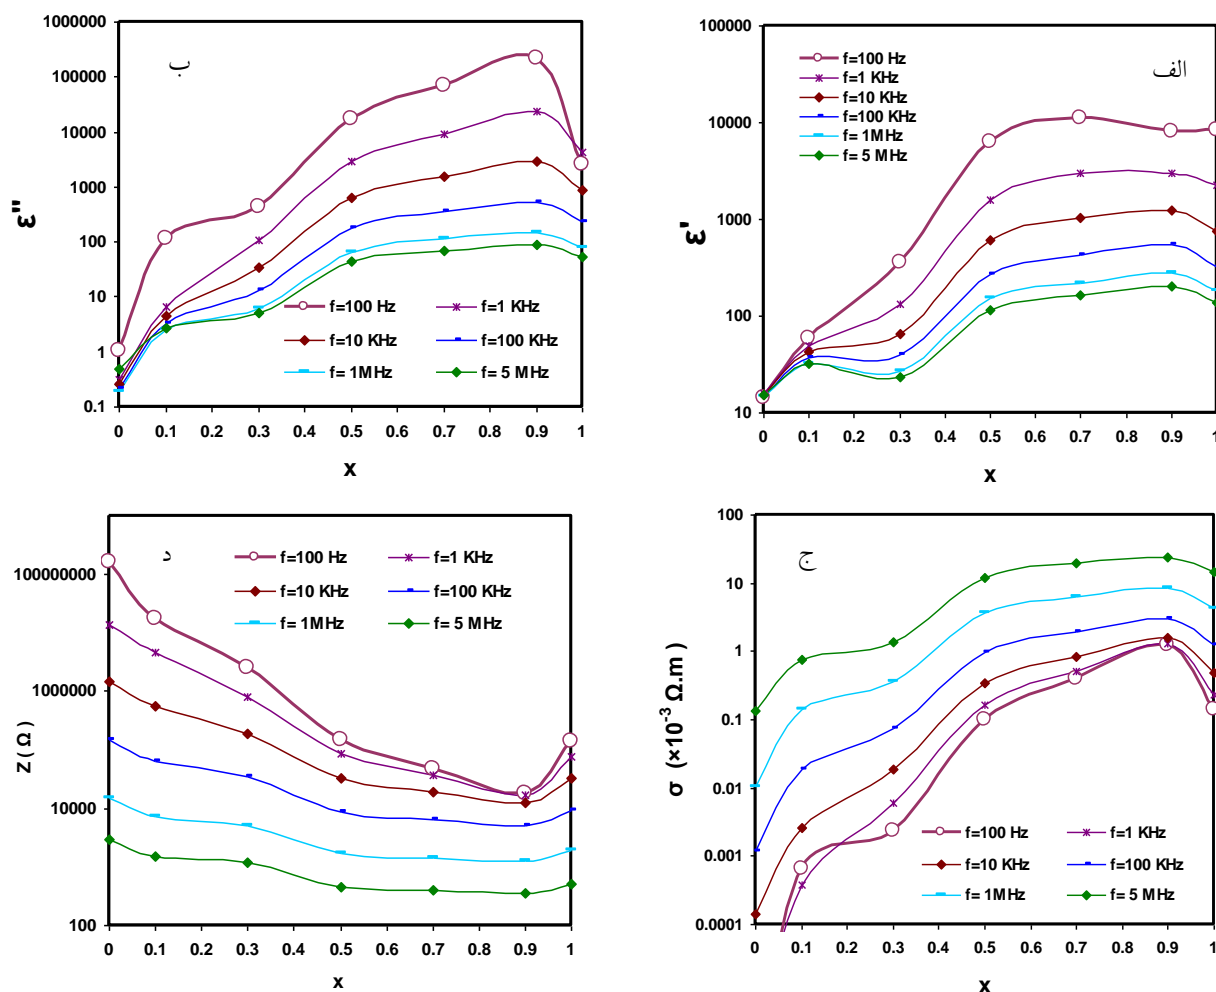 ب
ε"
1000000
100000
10000
1000
100
10
1
0.1
f=100 Hz
f=1 KHz
f=10 KHz
f=100 KHz
f= 1MHz
f= 5 MHz
0 0.1 0.2 0.3 0.4 0.5 0.6 0.7 0.8 0.9 1
x
الف
ε'
100000
10000
1000
100
10
f=100 Hz
f=1 KHz
f=10 KHz
f=100 KHz
f= 1MHz
f= 5 MHz
0 0.1 0.2 0.3 0.4 0.5 0.6 0.7 0.8 0.9 1
x
د
Z ( Ω )
100000000
1000000
10000
100
f=100 Hz
f=1 KHz
f=10 KHz
f=100 KHz
f= 1MHz
f= 5 MHz
0 0.1 0.2 0.3 0.4 0.5 0.6 0.7 0.8 0.9 1
x
ج
σ (×10⁻³ Ω.m)
100
10
1
0.1
0.01
0.001
0.0001
f=100 Hz
f=1 KHz
f=10 KHz
f=100 KHz
f= 1MHz
f= 5 MHz
0 0.1 0.2 0.3 0.4 0.5 0.6 0.7 0.8 0.9 1
x